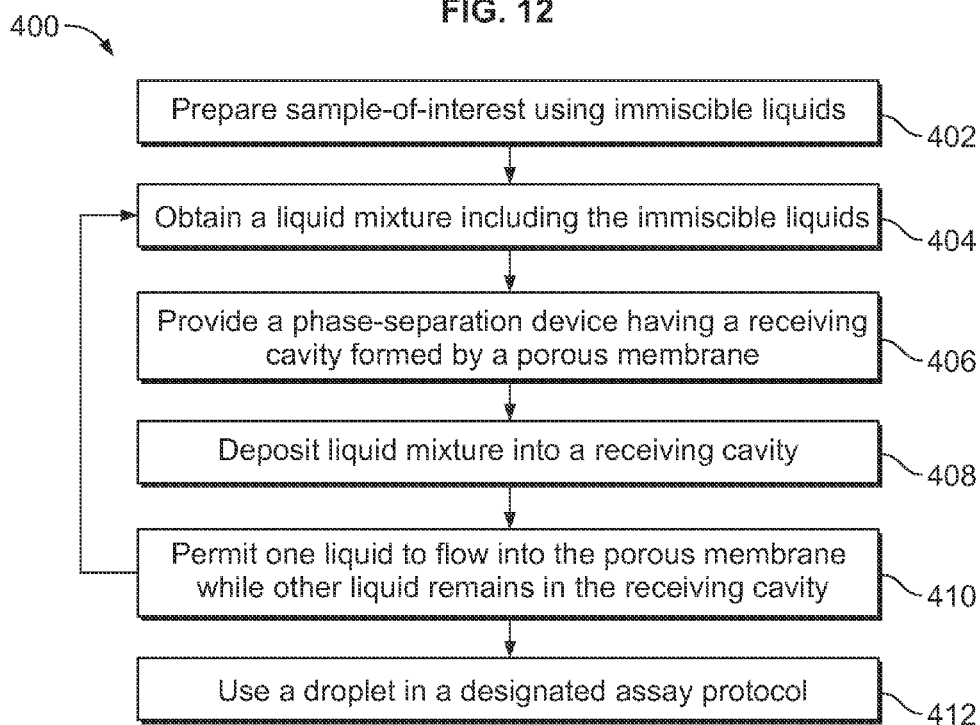 FIG. 12
400
Prepare sample-of-interest using immiscible liquids
402
Obtain a liquid mixture including the immiscible liquids
404
Provide a phase-separation device having a receiving
cavity formed by a porous membrane
406
Deposit liquid mixture into a receiving cavity
408
Permit one liquid to flow into the porous membrane
while other liquid remains in the receiving cavity
410
Use a droplet in a designated assay protocol
412